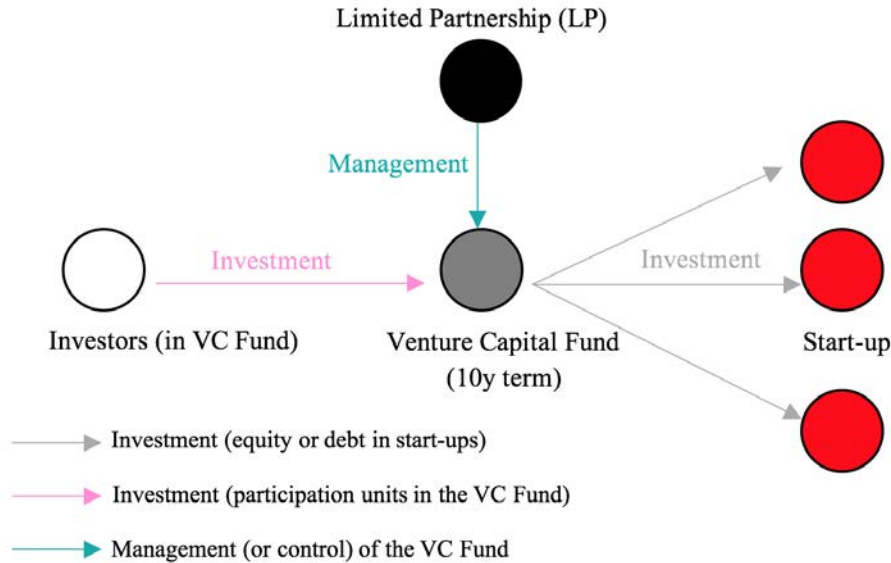 Limited Partnership (LP)
Management
Investment
Investment
Investors (in VC Fund)
Venture Capital Fund
(10y term)
Start-up
Investment (equity or debt in start-ups)
Investment (participation units in the VC Fund)
Management (or control) of the VC Fund